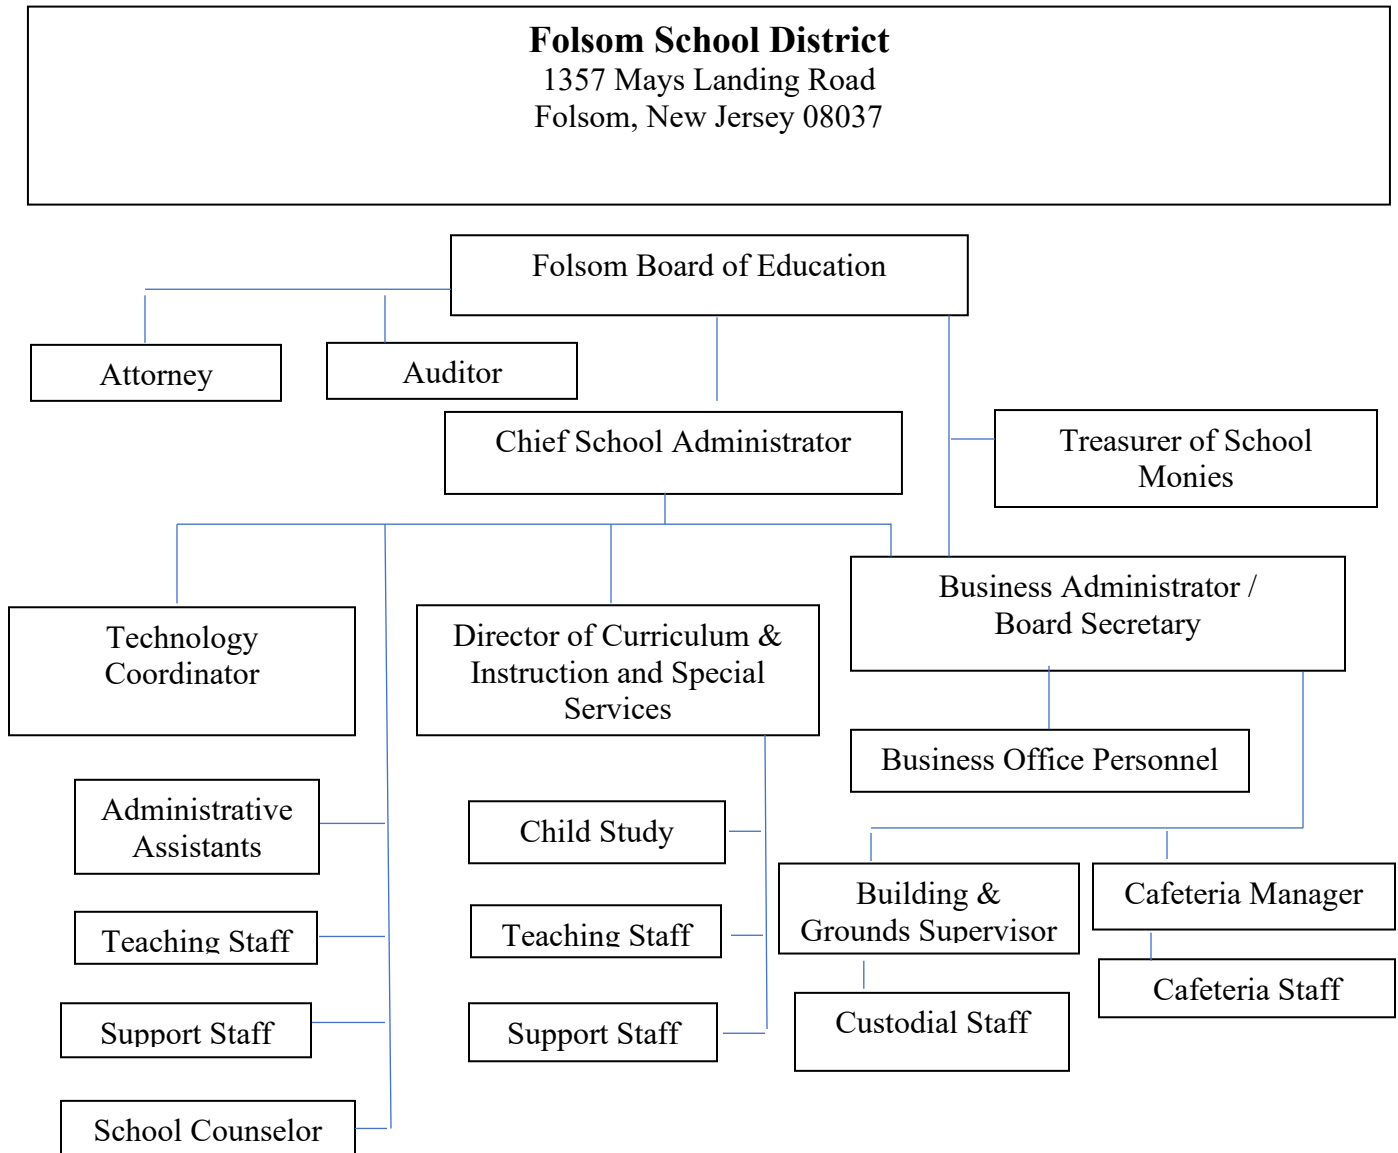 Folsom School District
1357 Mays Landing Road
Folsom, New Jersey 08037
Folsom Board of Education
Attorney
Auditor
Chief School Administrator
Treasurer of School
Monies
Technology
Coordinator
Director of Curriculum &
Instruction and Special
Services
Business Administrator /
Board Secretary
Business Office Personnel
Administrative
Assistants
Teaching Staff
Support Staff
School Counselor
Child Study
Teaching Staff
Support Staff
Building &
Grounds Supervisor
Custodial Staff
Cafeteria Manager
Cafeteria Staff